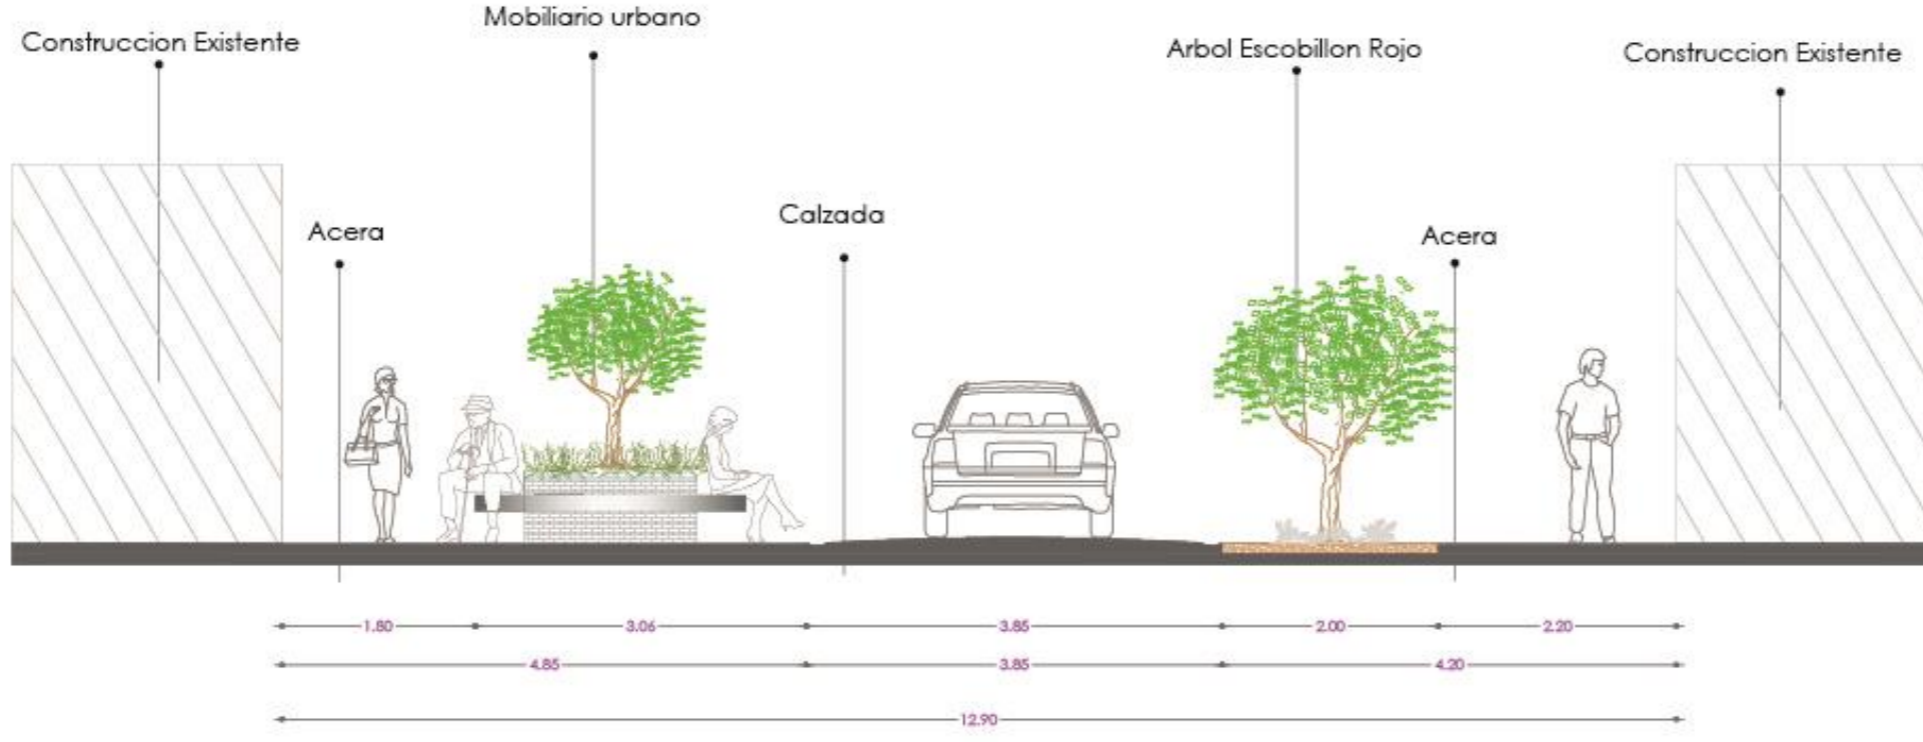 Mobiliario urbano
Construccion Existente
Arbol Escobillon Rojo
Construccion Existente
Calzada
Acera
Acera
1.80
3.06
3.85
2.00
2.20
4.85
3.85
4.20
12.90